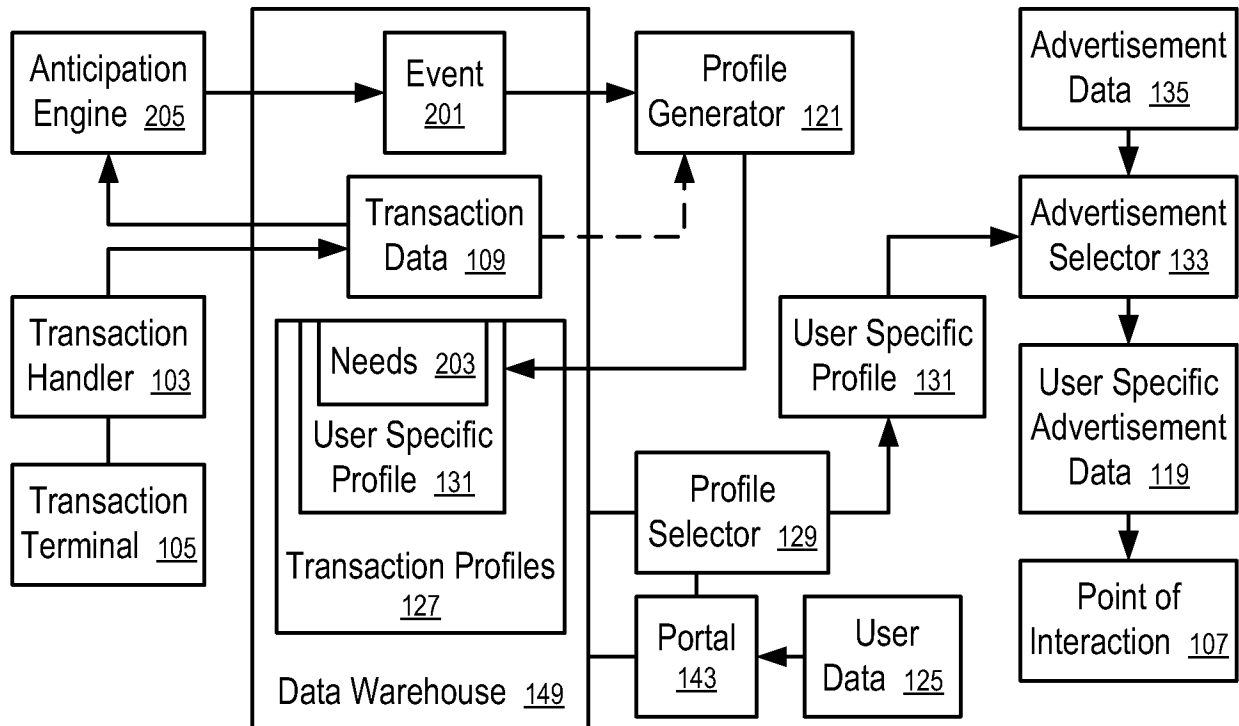 Anticipation
Engine 205
Event
201
Profile
Generator 121
Advertisement
Data 135
Transaction
Data 109
Advertisement
Selector 133
Transaction
Handler 103
Needs 203
User Specific
Profile 131
User Specific
Profile 131
User Specific
Advertisement
Data 119
Transaction
Terminal 105
Profile
Selector 129
Transaction Profiles
127
Portal
143
User
Data 125
Point of
Interaction 107
Data Warehouse 149